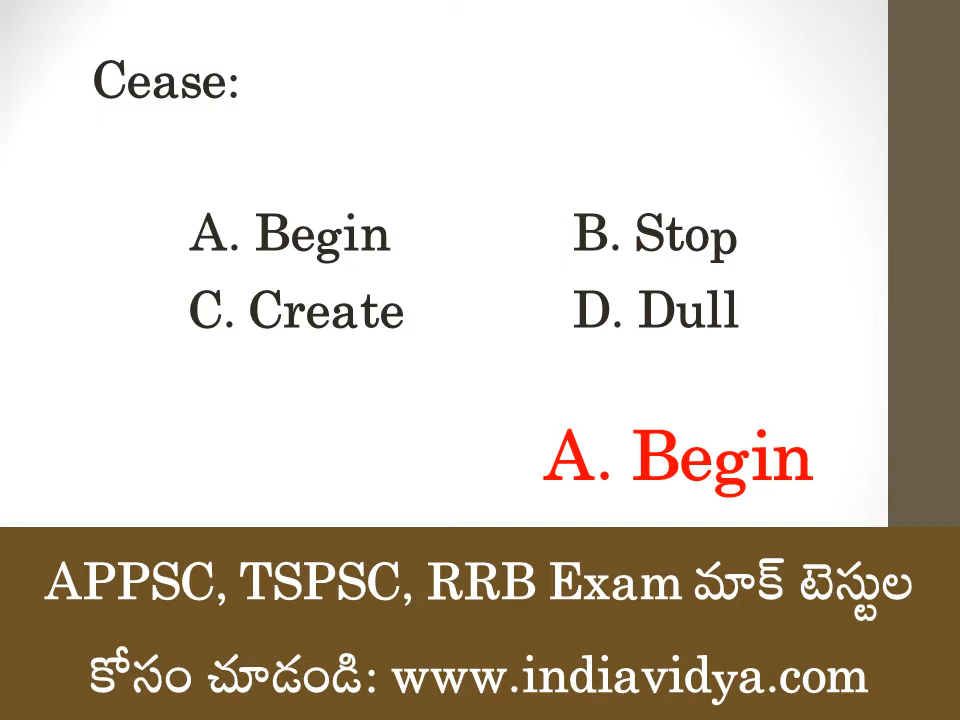 Cease:
A. Begin B. Stop
C. Create D. Dull
A. Begin
APPSC, TSPSC, RRB Exam మాక్ టెస్టుల
కోసం చూడండి: www.indiavidya.com